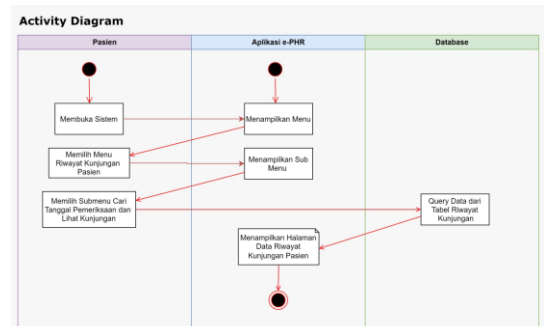 Activity Diagram
Pasien
Aplikasi e-PHR
Database
Membuka Sistem
Menampilkan Menu
Memilih Menu
Riwayat Kunjungan
Pasien
Menampilkan Sub
Menu
Memilih Submenu Cari
Tanggal Pemeriksaan dan
Lihat Kunjungan
Query Data dari
Tabel Riwayat
Kunjungan
Menampilkan Halaman
Data Riwayat
Kunjungan Pasien